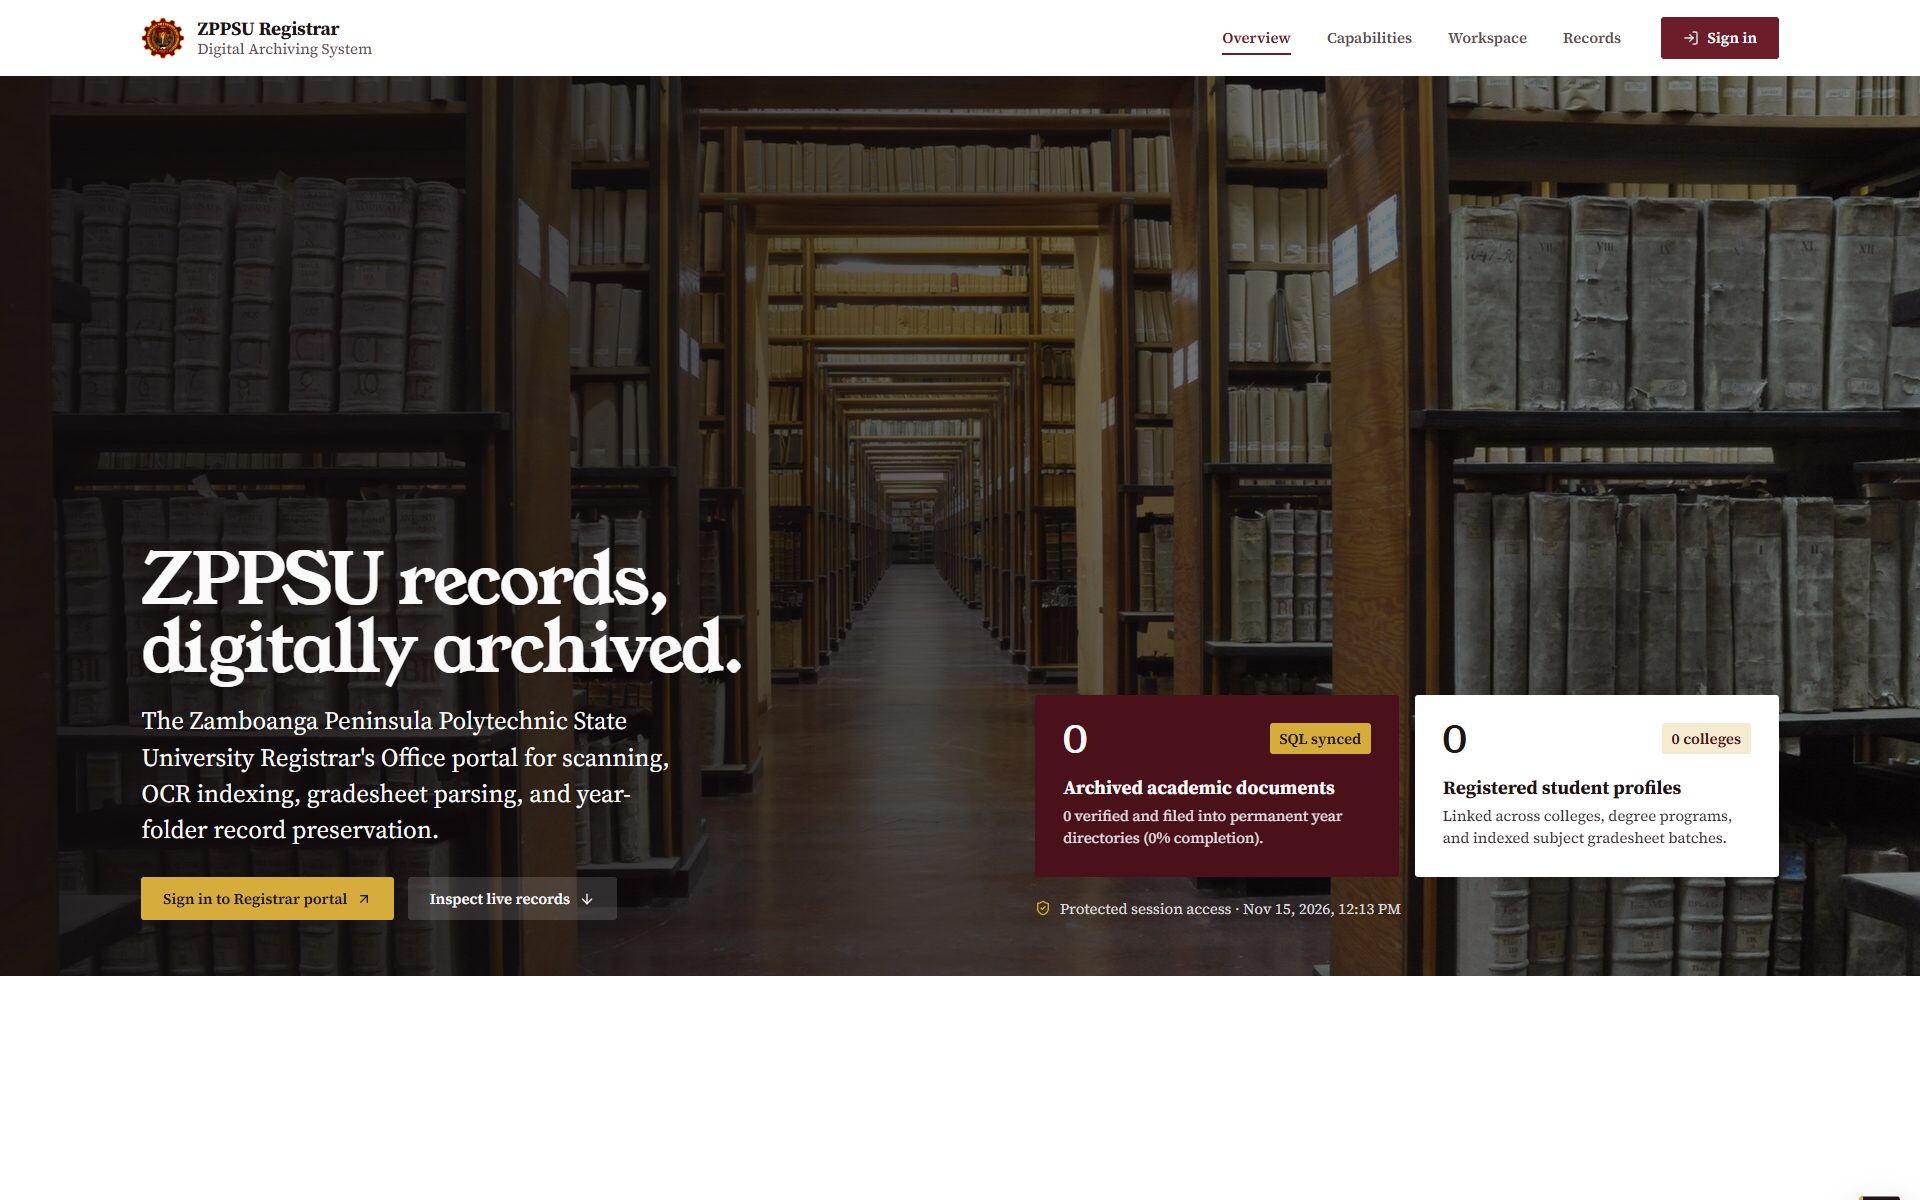 ZPPSU Registrar
Digital Archiving System
Overview
Capabilities
Workspace
Records
Sign in
ZPPSU records,
digitally archived.
The Zamboanga Peninsula Polytechnic State
University Registrar's Office portal for scanning,
OCR indexing, gradesheet parsing, and year-
folder record preservation.
Sign in to Registrar portal
Inspect live records
0
SQL synced
Archived academic documents
0 verified and filed into permanent year
directories (0% completion).
0
0 colleges
Registered student profiles
Linked across colleges, degree programs,
and indexed subject gradesheet batches.
Protected session access · Nov 15, 2026, 12:13 PM